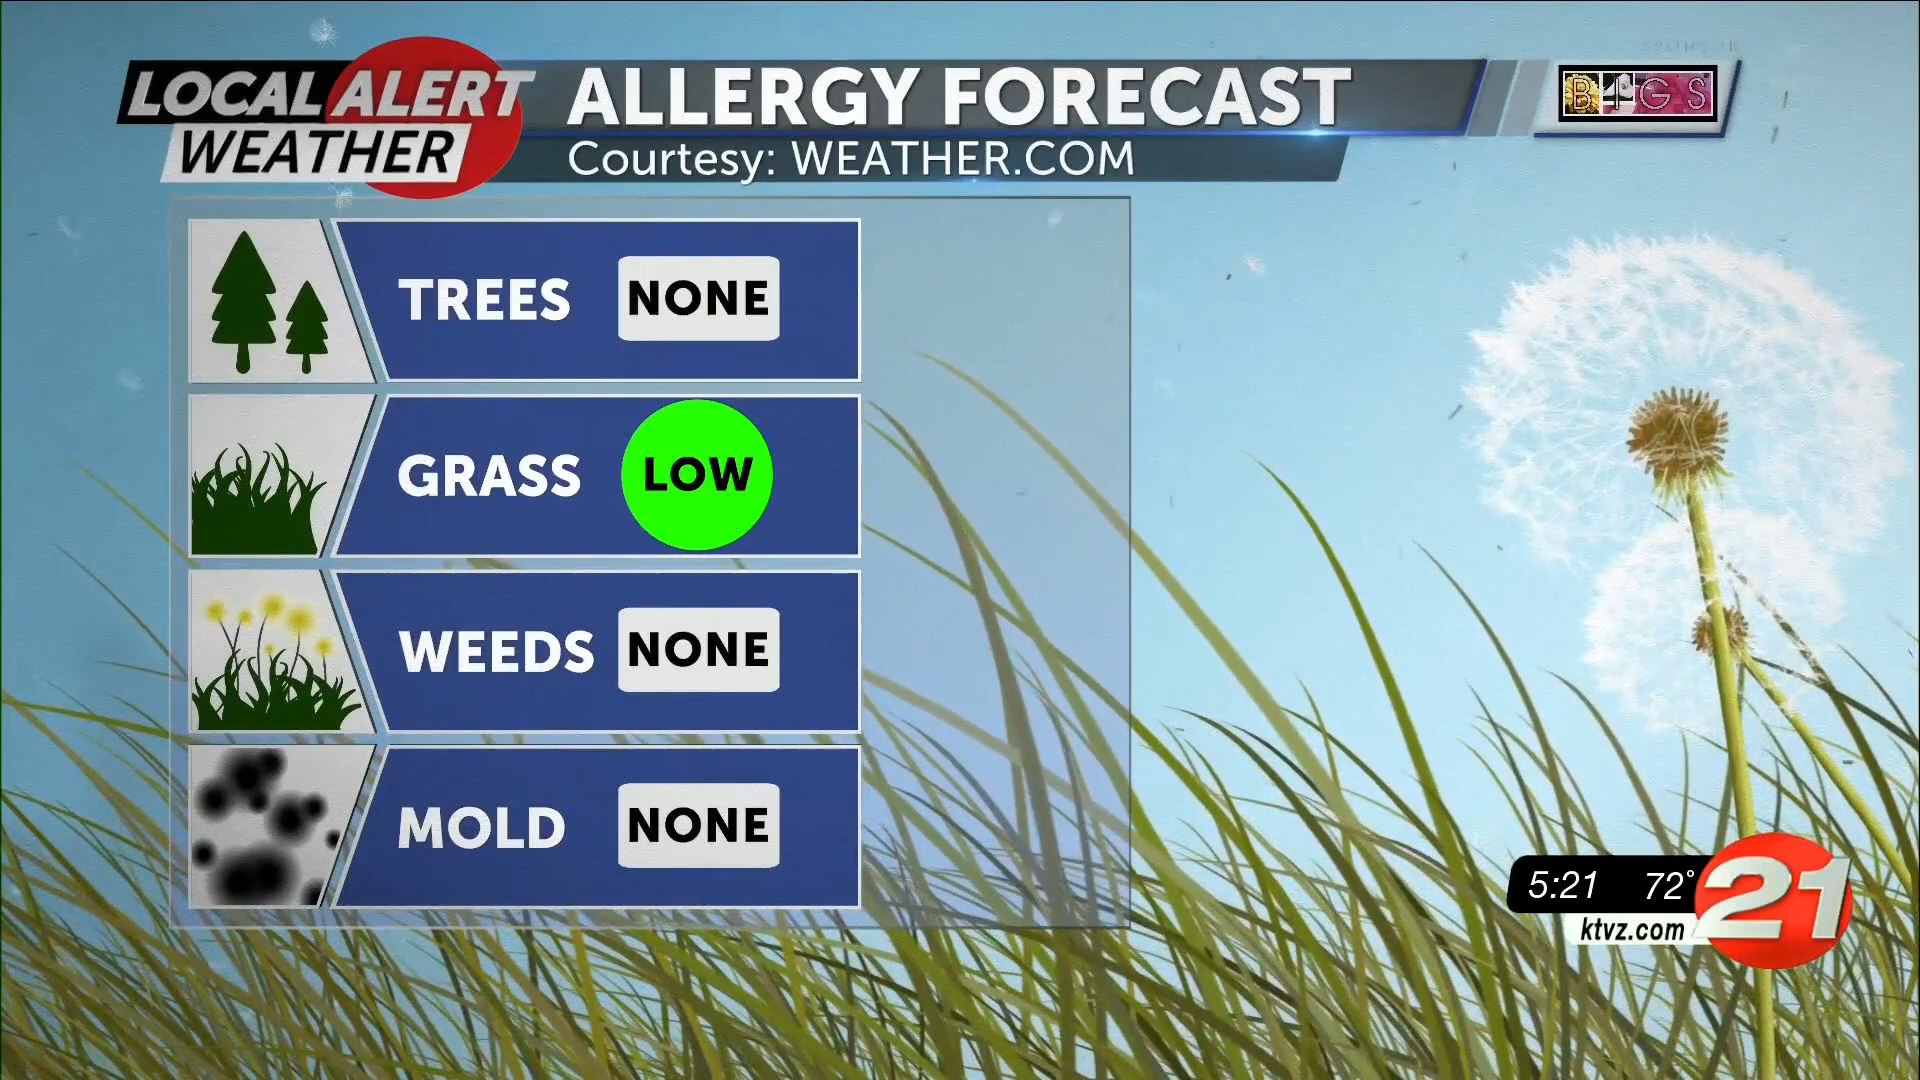 LOCAL ALERT
WEATHER
ALLERGY FORECAST
Courtesy: WEATHER.COM
TREES NONE
GRASS LOW
WEEDS NONE
MOLD NONE
5:21 72°
21
ktvz.com